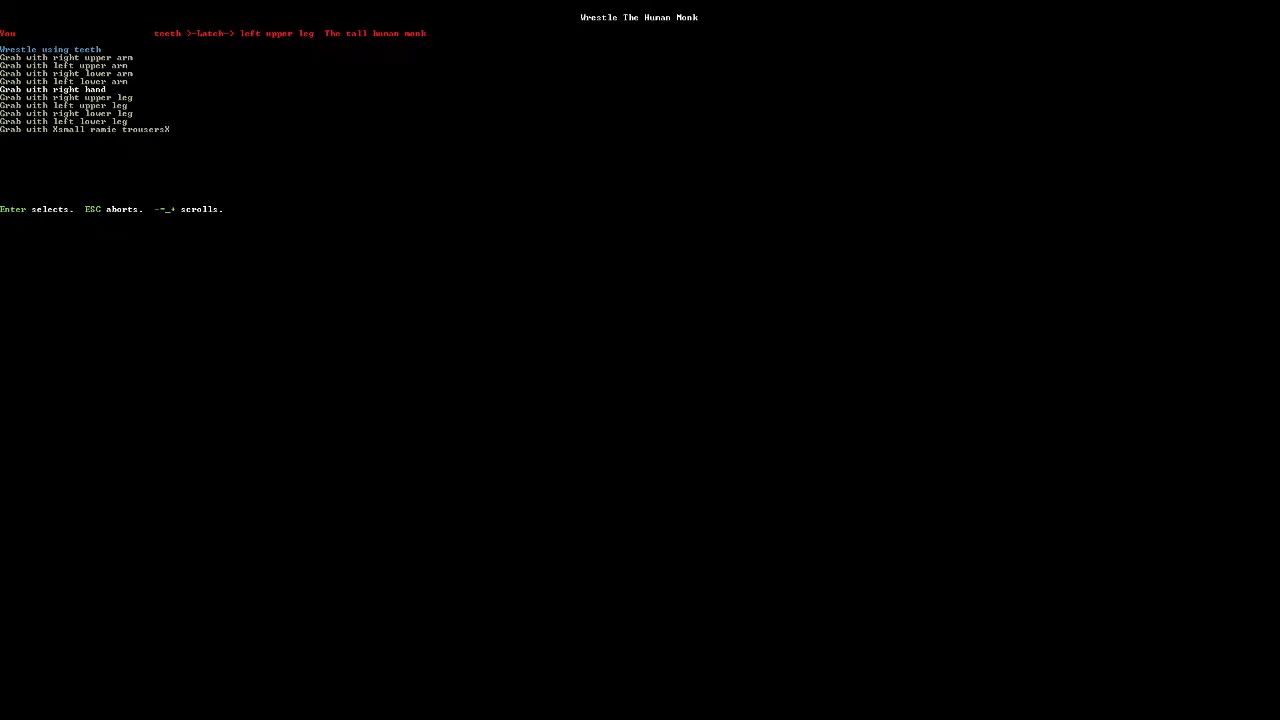 Wrestle The Human Monk
You teeth >-Latch-> left upper leg The tall human monk
Wrestle using teeth
Grab with right upper arm
Grab with left upper arm
Grab with right lower arm
Grab with left lower arm
Grab with right hand
Grab with right upper leg
Grab with left upper leg
Grab with right lower leg
Grab with left lower leg
Grab with Xsmall ramie trousersX
Enter selects. ESC aborts. -=_+ scrolls.